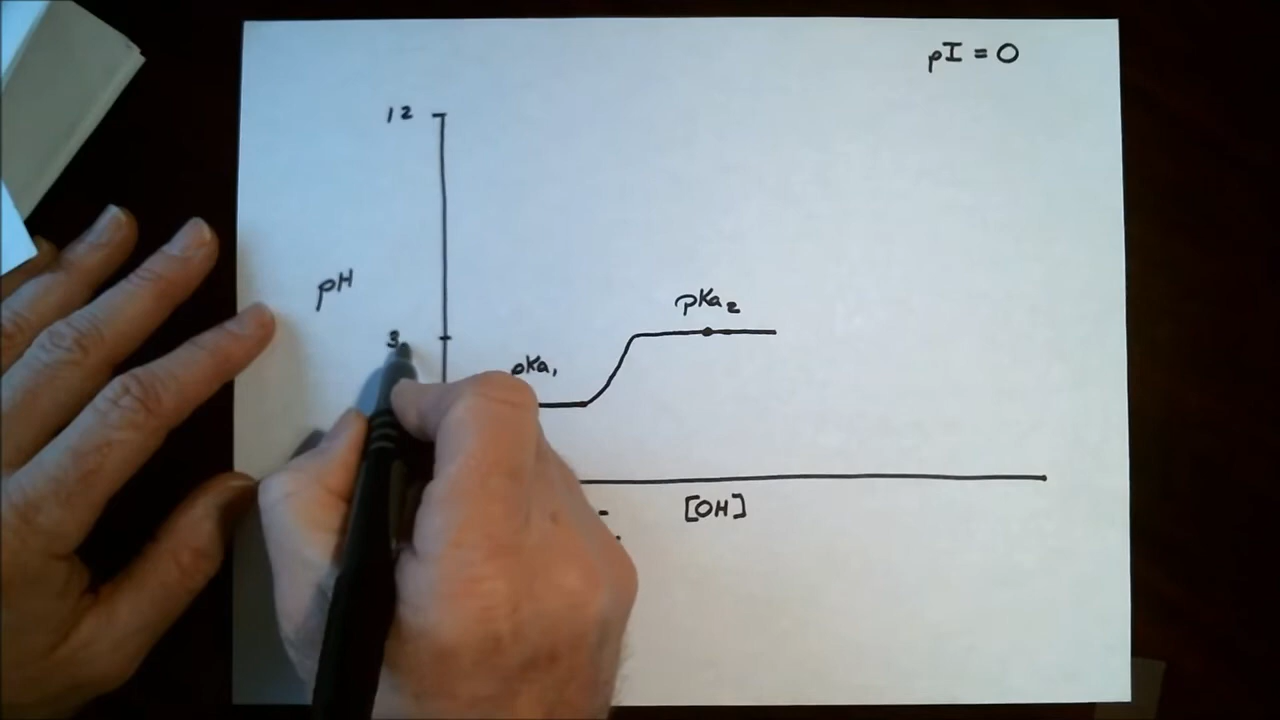 pI = 0
12
pH
3.
pKa₂
pKa₁
[OH]